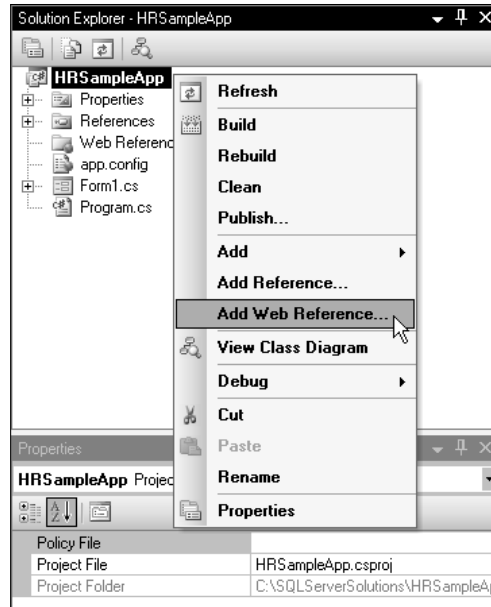 Solution Explorer - HRSampleApp
HRSampleApp
Properties
References
Web Referenc
app.config
Form1.cs
Program.cs
Refresh
Build
Rebuild
Clean
Publish...
Add
Add Reference...
Add Web Reference...
View Class Diagram
Debug
Cut
Paste
Rename
Properties
Properties
HRSampleApp Projec
Policy File
Project File HRSampleApp.csproj
Project Folder C:\SQLServerSolutions\HRSampleA